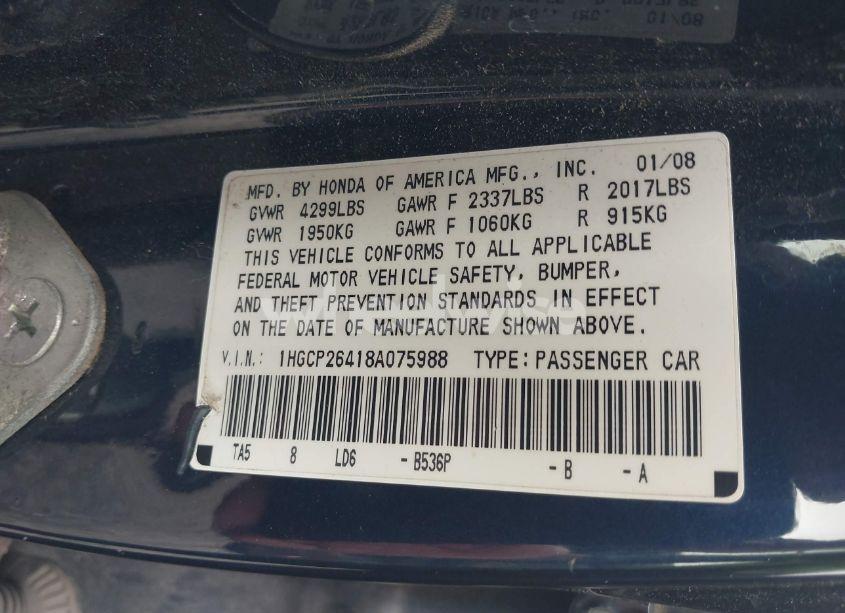 MFD. BY HONDA OF AMERICA MFG., INC. 01/08
GVWR 4299LBS GAWR F 2337LBS R 2017LBS
GVWR 1950KG GAWR F 1060KG R 915KG
THIS VEHICLE CONFORMS TO ALL APPLICABLE
FEDERAL MOTOR VEHICLE SAFETY, BUMPER,
AND THEFT PREVENTION STANDARDS IN EFFECT
ON THE DATE OF MANUFACTURE SHOWN ABOVE.
V.I.N.: 1HGCP26418A075988 TYPE: PASSENGER CAR
TA5 8 LD6 -B536P -B -A